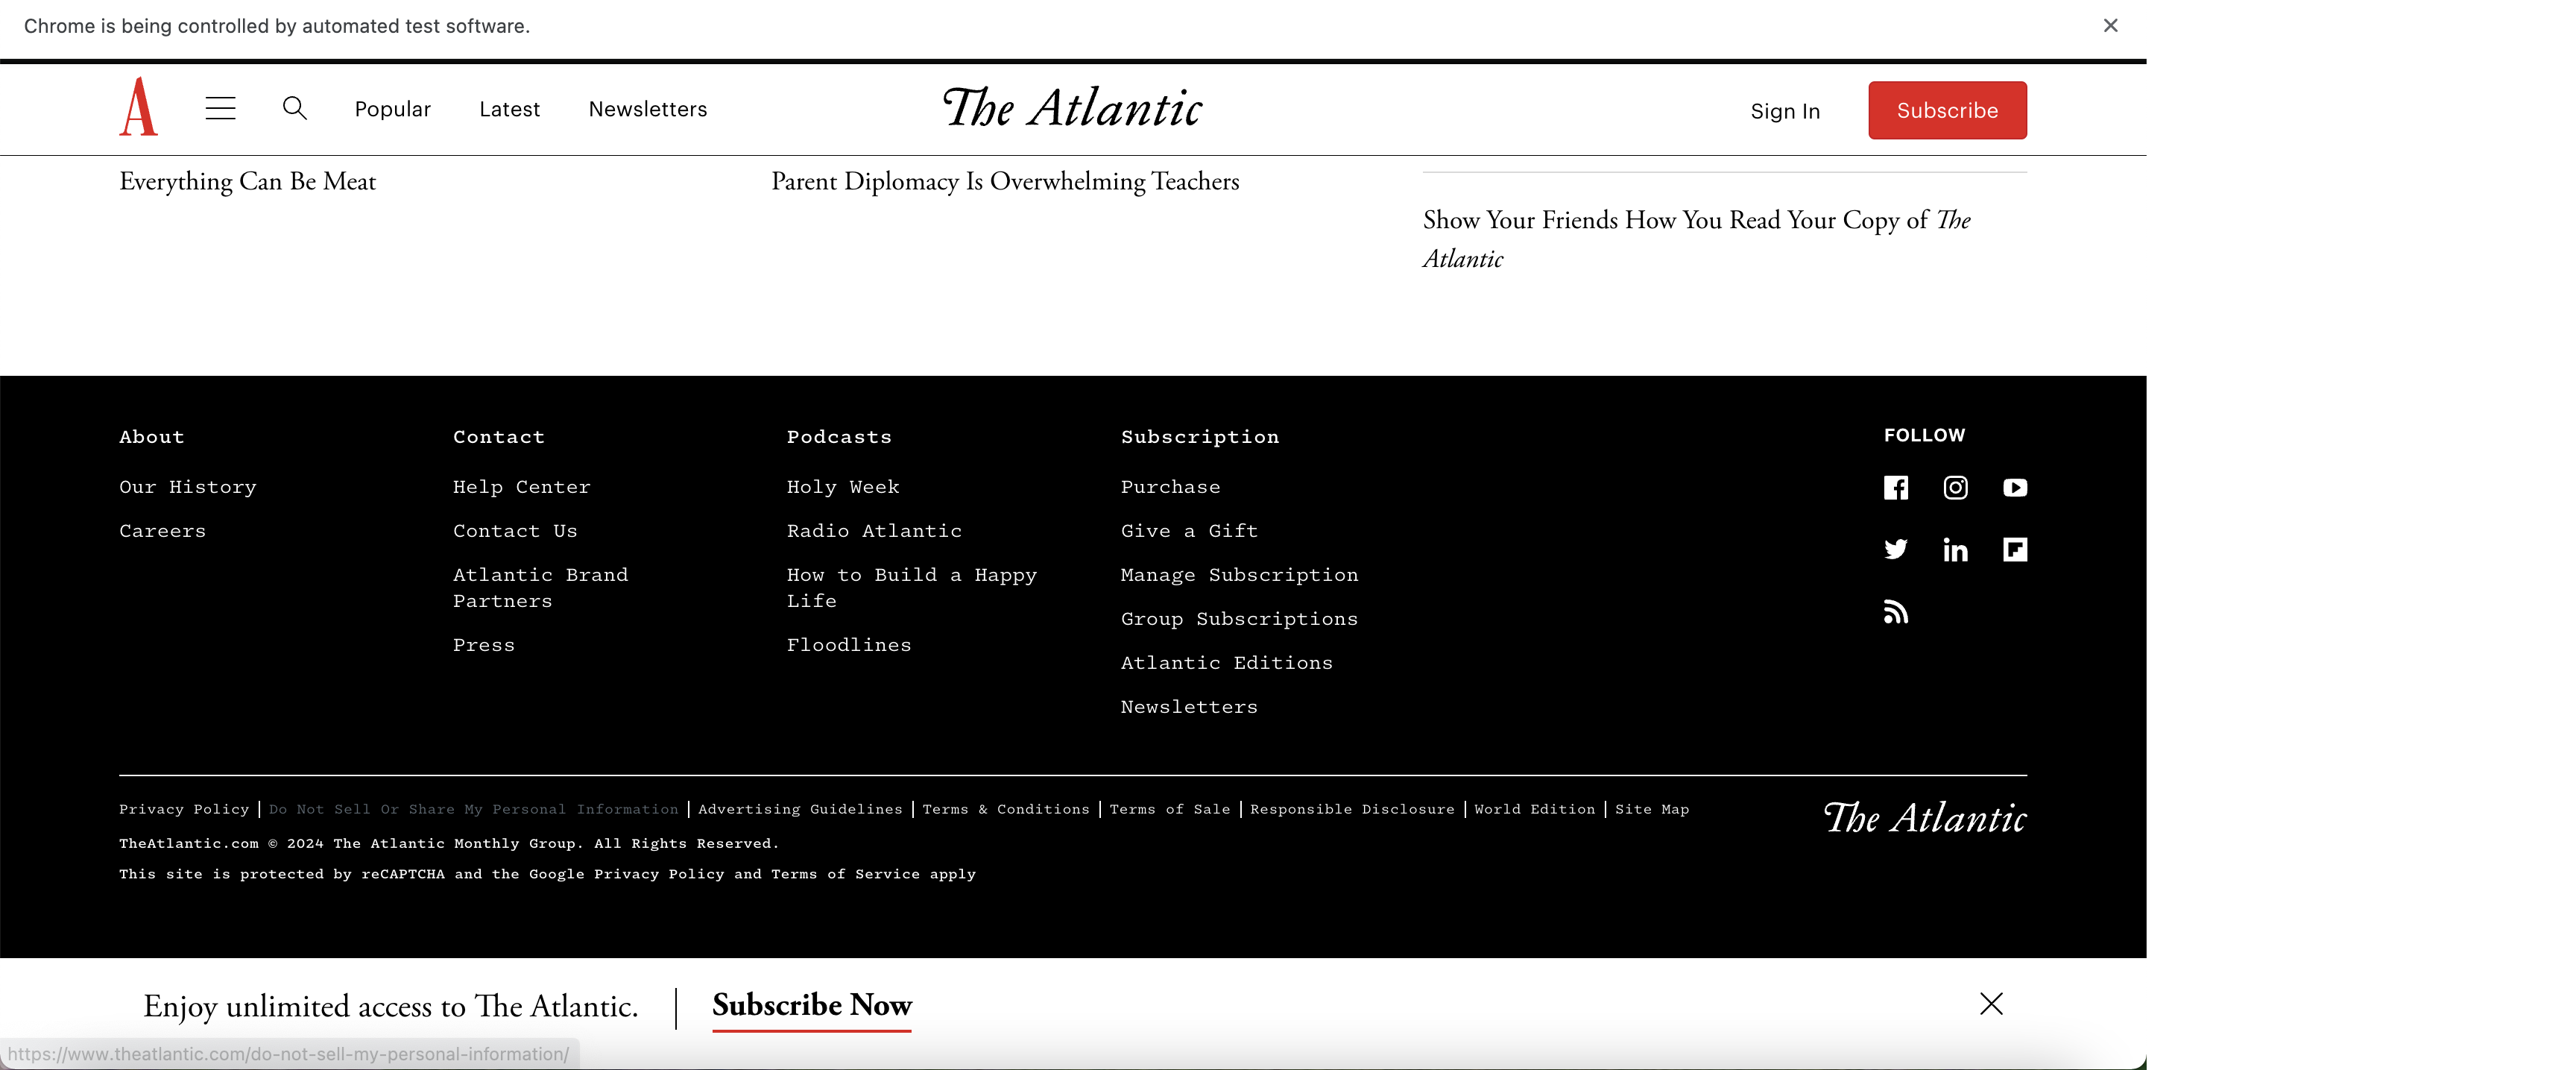 Chrome is being controlled by automated test software.
A
Popular
Latest
Newsletters
The Atlantic
Sign In
Subscribe
Everything Can Be Meat
Parent Diplomacy Is Overwhelming Teachers
Show Your Friends How You Read Your Copy of The
Atlantic
About
Our History
Careers
Contact
Help Center
Contact Us
Atlantic Brand
Partners
Press
Podcasts
Holy Week
Radio Atlantic
How to Build a Happy
Life
Floodlines
Subscription
Purchase
Give a Gift
Manage Subscription
Group Subscriptions
Atlantic Editions
Newsletters
FOLLOW
Privacy Policy | Do Not Sell Or Share My Personal Information | Advertising Guidelines | Terms & Conditions | Terms of Sale | Responsible Disclosure | World Edition | Site Map
The Atlantic
TheAtlantic.com © 2024 The Atlantic Monthly Group. All Rights Reserved.
This site is protected by reCAPTCHA and the Google Privacy Policy and Terms of Service apply
Enjoy unlimited access to The Atlantic.
Subscribe Now
https://www.theatlantic.com/do-not-sell-my-personal-information/